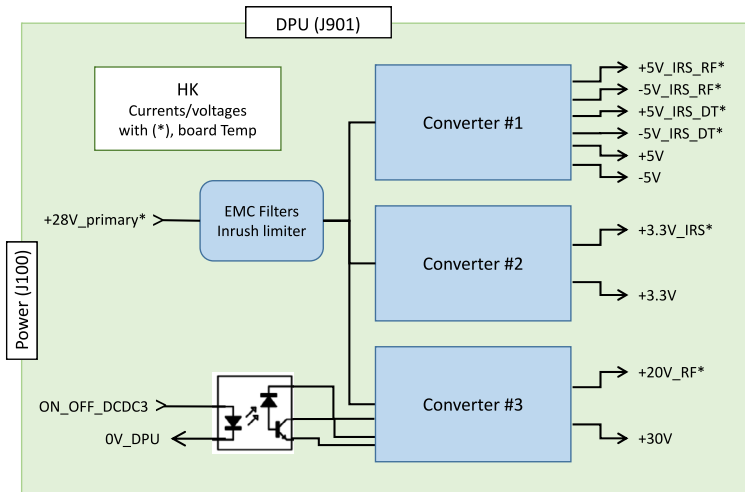 DPU (J901)
HK
Currents/voltages
with (*), board Temp
Converter #1
+5V_IRS_RF*
-5V_IRS_RF*
+5V_IRS_DT*
-5V_IRS_DT*
+5V
-5V
+28V_primary*
EMC Filters
Inrush limiter
Power (J100)
Converter #2
+3.3V_IRS*
+3.3V
ON_OFF_DCDC3
0V_DPU
Converter #3
+20V_RF*
+30V